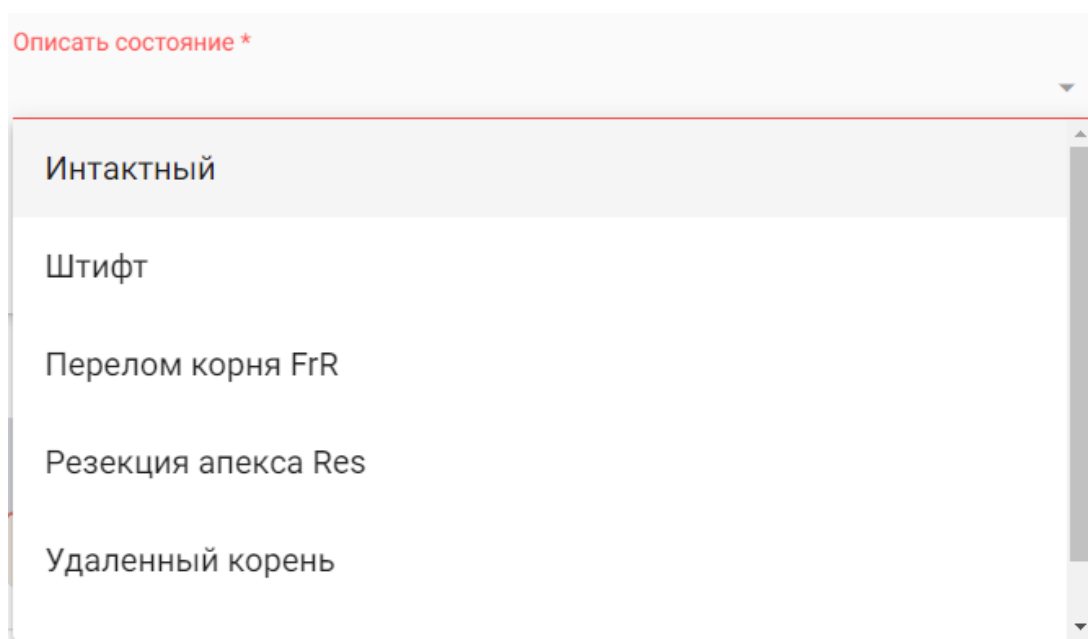 Описать состояние *
Интактный
Штифт
Перелом корня FrR
Резекция апекса Res
Удаленный корень